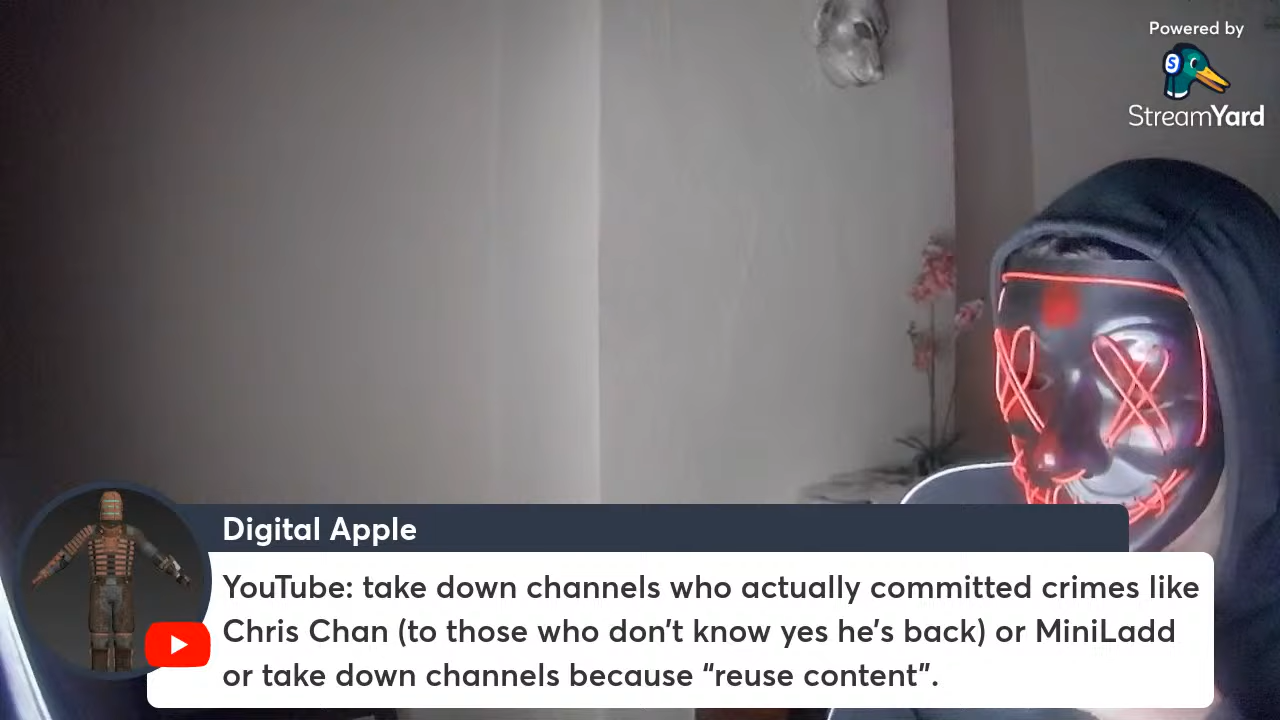 Powered by
S
StreamYard
Digital Apple
YouTube: take down channels who actually committed crimes like
Chris Chan (to those who don’t know yes he’s back) or MiniLadd
or take down channels because “reuse content”.